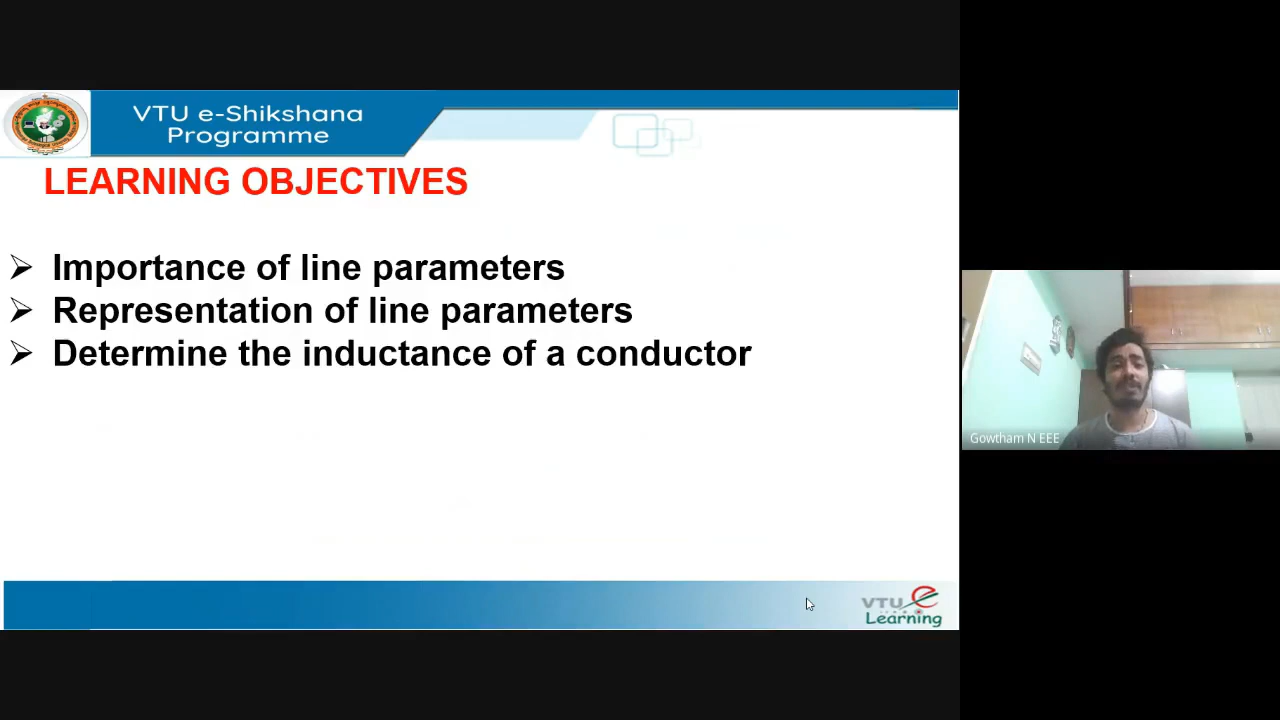 VTU e-Shikshana
Programme
LEARNING OBJECTIVES
➢ Importance of line parameters
➢ Representation of line parameters
➢ Determine the inductance of a conductor
Gowtham N EEE
VTU e
Learning